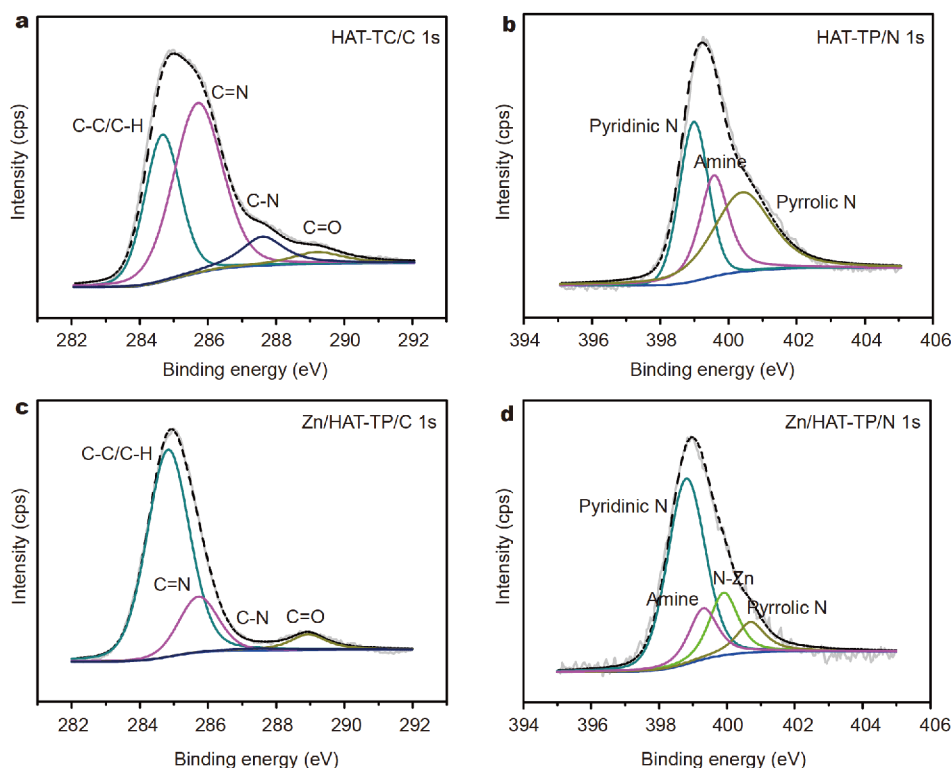 a
HAT-TC/C 1s
C=N
C-C/C-H
C-N
C=O
Intensity (cps)
282 284 286 288 290 292
Binding energy (eV)
b
HAT-TP/N 1s
Pyridinic N
Amine
Pyrrolic N
Intensity (cps)
394 396 398 400 402 404 406
Binding energy (eV)
c
Zn/HAT-TP/C 1s
C-C/C-H
C=N
C-N
C=O
Intensity (cps)
282 284 286 288 290 292
Binding energy (eV)
d
Zn/HAT-TP/N 1s
Pyridinic N
N-Zn
Amine
Pyrrolic N
Intensity (cps)
394 396 398 400 402 404 406
Binding energy (eV)